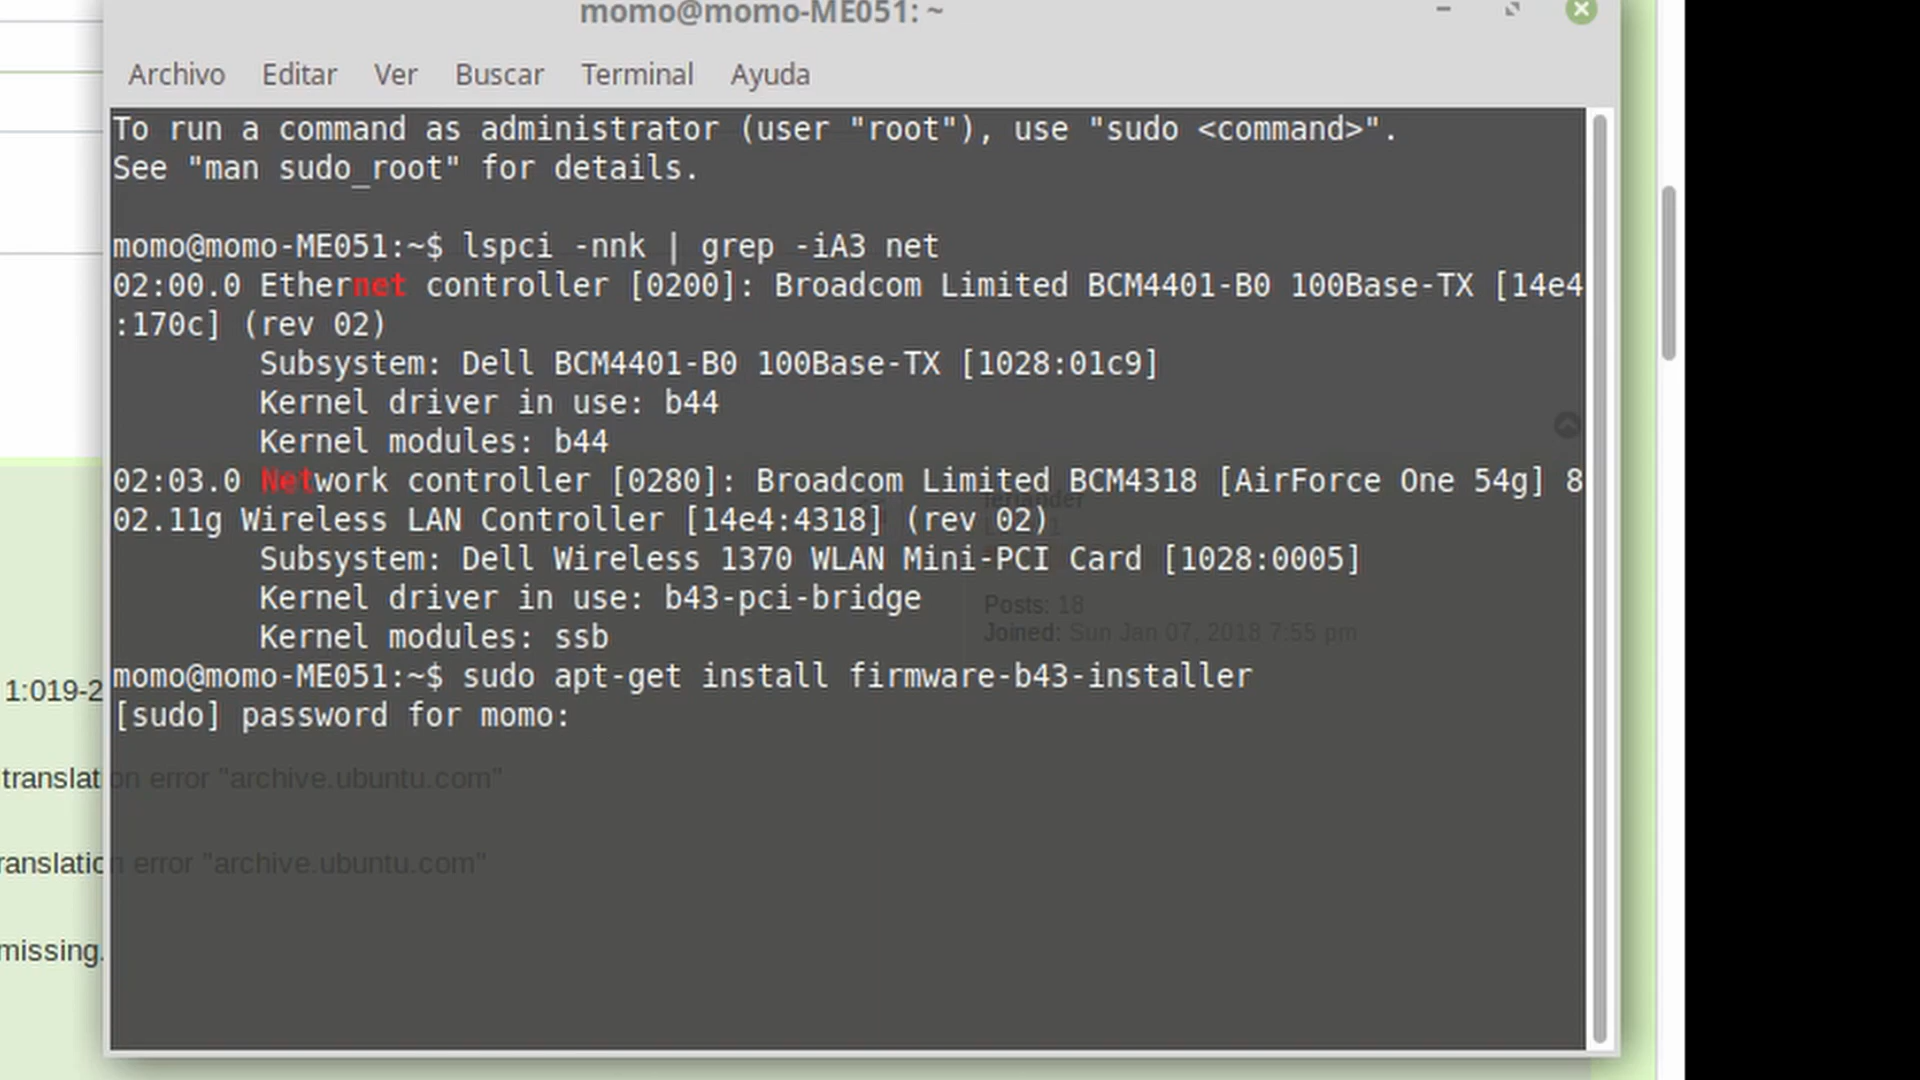 momo@momo-ME051: ~
Archivo Editar Ver Buscar Terminal Ayuda
To run a command as administrator (user "root"), use "sudo <command>".
See "man sudo_root" for details.
momo@momo-ME051:~$ lspci -nnk | grep -iA3 net
02:00.0 Ethernet controller [0200]: Broadcom Limited BCM4401-B0 100Base-TX [14e4
:170c] (rev 02)
Subsystem: Dell BCM4401-B0 100Base-TX [1028:01c9]
Kernel driver in use: b44
Kernel modules: b44
02:03.0 Network controller [0280]: Broadcom Limited BCM4318 [AirForce One 54g] 8
02.11g Wireless LAN Controller [14e4:4318] (rev 02)
Subsystem: Dell Wireless 1370 WLAN Mini-PCI Card [1028:0005]
Kernel driver in use: b43-pci-bridge
Posts: 18
Joined: Sun Jan 07, 2018 7:55 pm
Kernel modules: ssb
momo@momo-ME051:~$ sudo apt-get install firmware-b43-installer
1:019-2
[sudo] password for momo:
translation error "archive.ubuntu.com"
ranslation error "archive.ubuntu.com"
missing.